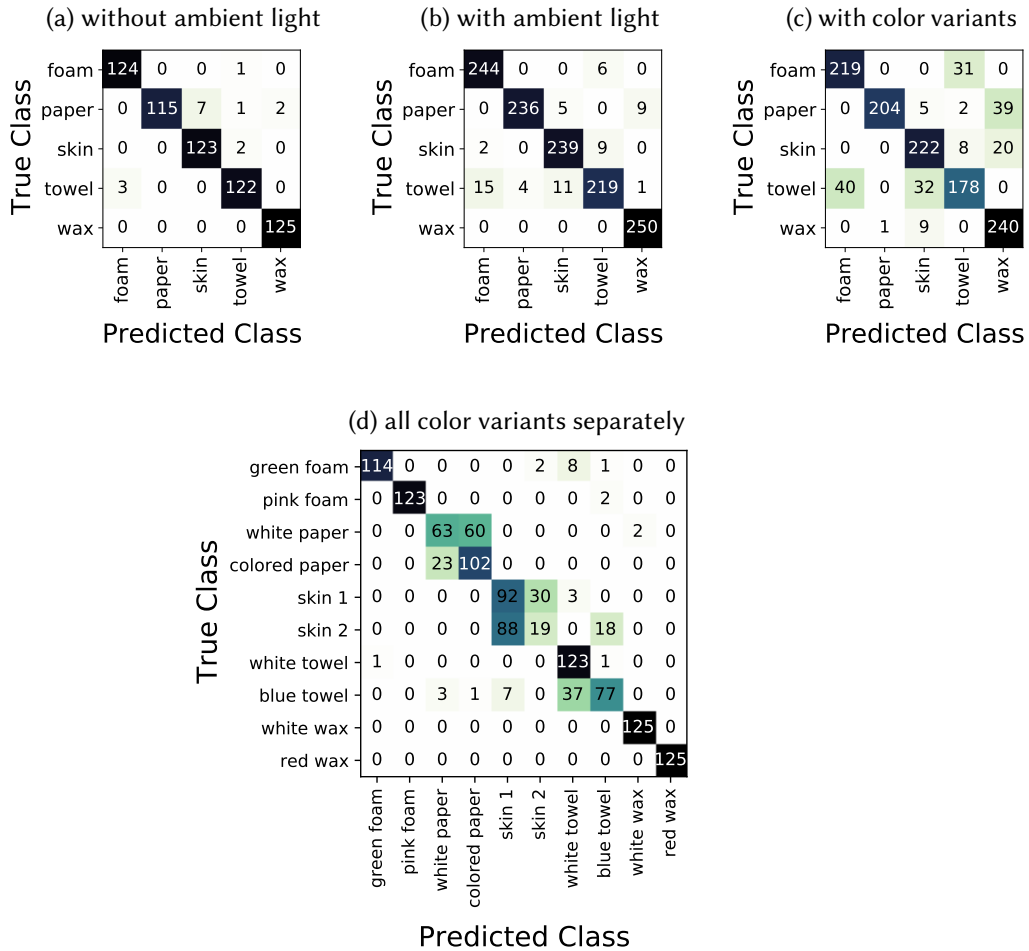 (a) without ambient light
True Class
foam 124 0 0 1 0
paper 0 115 7 1 2
skin 0 0 123 2 0
towel 3 0 0 122 0
wax 0 0 0 0 125
foam paper skin towel wax
Predicted Class
(b) with ambient light
True Class
foam 244 0 0 6 0
paper 0 236 5 0 9
skin 2 0 239 9 0
towel 15 4 11 219 1
wax 0 0 0 0 250
foam paper skin towel wax
Predicted Class
(c) with color variants
True Class
foam 219 0 0 31 0
paper 0 204 5 2 39
skin 0 0 222 8 20
towel 40 0 32 178 0
wax 0 1 9 0 240
foam paper skin towel wax
Predicted Class
(d) all color variants separately
True Class
green foam 114 0 0 0 0 2 8 1 0 0
pink foam 0 123 0 0 0 0 0 2 0 0
white paper 0 0 63 60 0 0 0 0 2 0
colored paper 0 0 23 102 0 0 0 0 0 0
skin 1 0 0 0 0 92 30 3 0 0 0
skin 2 0 0 0 0 88 19 0 18 0 0
white towel 1 0 0 0 0 0 123 1 0 0
blue towel 0 0 3 1 7 0 37 77 0 0
white wax 0 0 0 0 0 0 0 0 125 0
red wax 0 0 0 0 0 0 0 0 0 125
green foam pink foam white paper colored paper skin 1 skin 2 white towel blue towel white wax red wax
Predicted Class